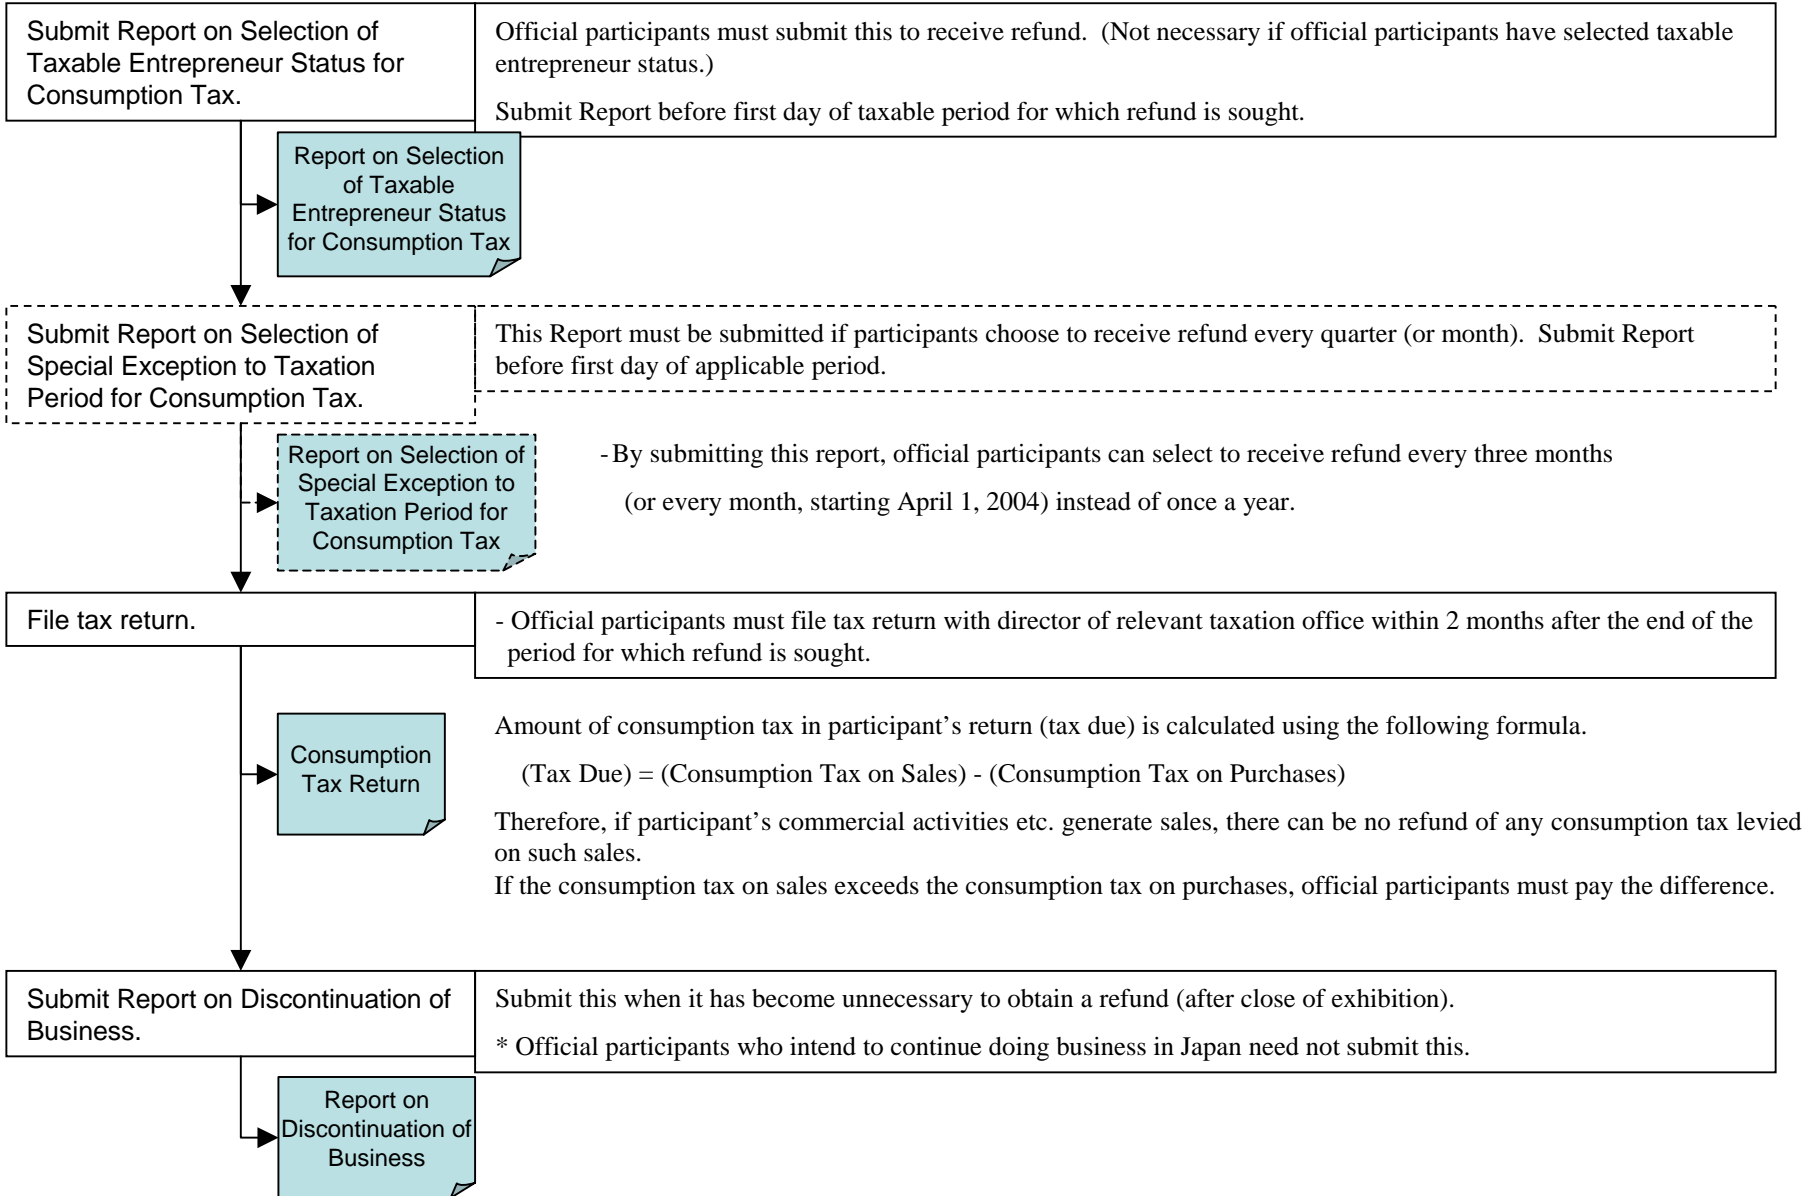 Submit Report on Selection of
Taxable Entrepreneur Status for
Consumption Tax.
Official participants must submit this to receive refund. (Not necessary if official participants have selected taxable
entrepreneur status.)
Submit Report before first day of taxable period for which refund is sought.
Report on Selection
of Taxable
Entrepreneur Status
for Consumption Tax
Submit Report on Selection of
Special Exception to Taxation
Period for Consumption Tax.
This Report must be submitted if participants choose to receive refund every quarter (or month). Submit Report
before first day of applicable period.
Report on Selection of
Special Exception to
Taxation Period for
Consumption Tax
- By submitting this report, official participants can select to receive refund every three months
(or every month, starting April 1, 2004) instead of once a year.
File tax return.
- Official participants must file tax return with director of relevant taxation office within 2 months after the end of the
period for which refund is sought.
Consumption
Tax Return
Amount of consumption tax in participant’s return (tax due) is calculated using the following formula.
(Tax Due) = (Consumption Tax on Sales) - (Consumption Tax on Purchases)
Therefore, if participant’s commercial activities etc. generate sales, there can be no refund of any consumption tax levied
on such sales.
If the consumption tax on sales exceeds the consumption tax on purchases, official participants must pay the difference.
Submit Report on Discontinuation of
Business.
Submit this when it has become unnecessary to obtain a refund (after close of exhibition).
* Official participants who intend to continue doing business in Japan need not submit this.
Report on
Discontinuation of
Business